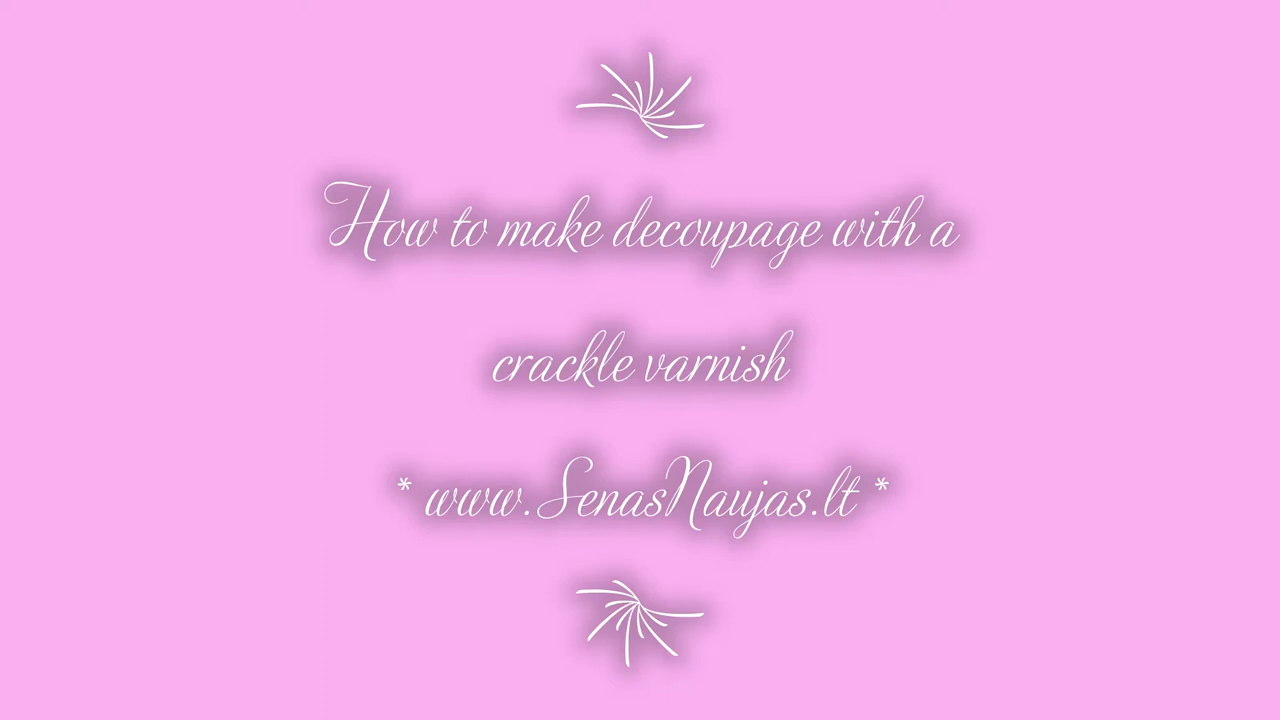 How to make decoupage with a
crackle varnish
* www.SenasNaujas.lt *